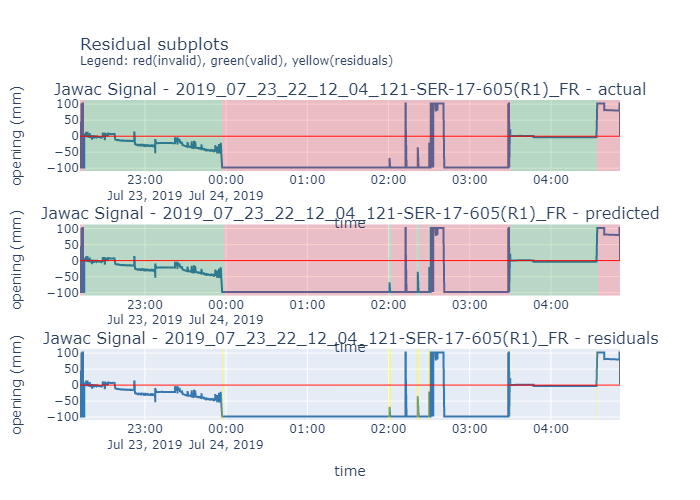 Residual subplots
Legend: red(invalid), green(valid), yellow(residuals)
Jawac Signal - 2019_07_23_22_12_04_121-SER-17-605(R1)_FR - actual
opening (mm)
100
50
0
−50
−100
23:00 00:00 01:00 02:00 03:00 04:00
Jul 23, 2019 Jul 24, 2019
time
Jawac Signal - 2019_07_23_22_12_04_121-SER-17-605(R1)_FR - predicted
opening (mm)
100
50
0
−50
−100
23:00 00:00 01:00 02:00 03:00 04:00
Jul 23, 2019 Jul 24, 2019
time
Jawac Signal - 2019_07_23_22_12_04_121-SER-17-605(R1)_FR - residuals
opening (mm)
100
50
0
−50
−100
23:00 00:00 01:00 02:00 03:00 04:00
Jul 23, 2019 Jul 24, 2019
time